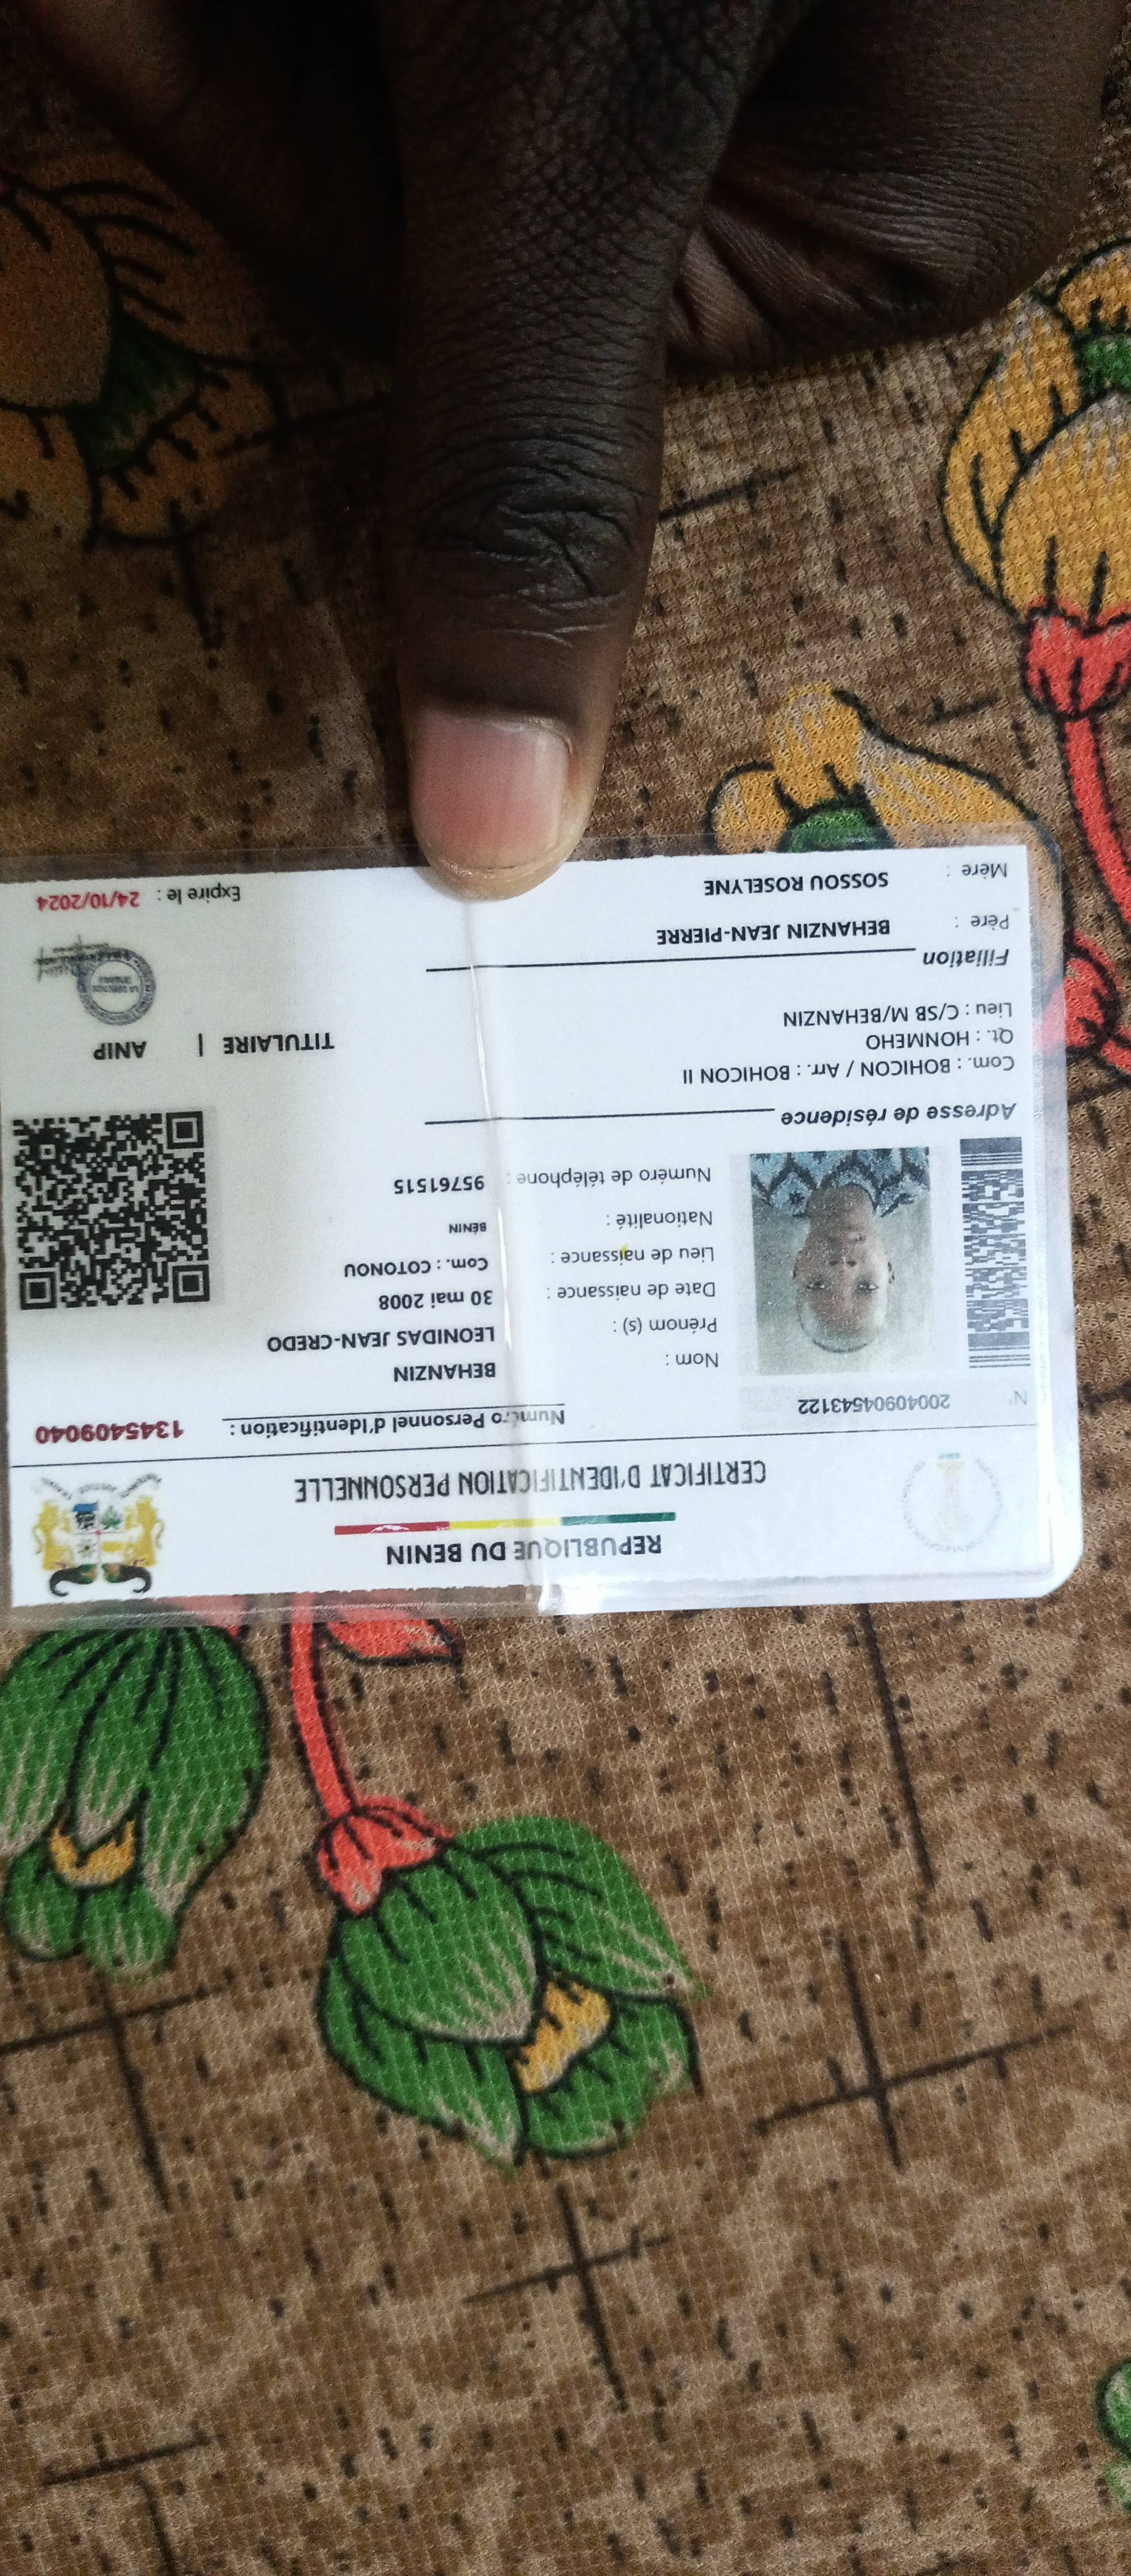 REPUBLIQUE DU BENIN
CERTIFICAT D'IDENTIFICATION PERSONNELLE
Numéro Personnel d'Identification : 1345409040
N° 20040904543122
Nom : BEHANZIN
Prénom (s) : LEONIDAS JEAN-CREDO
Date de naissance : 30 mai 2008
Lieu de naissance : Com. : COTONOU
Nationalité : BÉNIN
Numéro de téléphone : 95761515
Adresse de résidence
Com. : BOHICON / Arr. : BOHICON II
Qt. : HONMEHO
Lieu : C/SB M/BEHANZIN
TITULAIRE | ANIP
Filiation
Père : BEHANZIN JEAN-PIERRE
Mère : SOSSOU ROSELYNE
Expire le : 24/10/2024